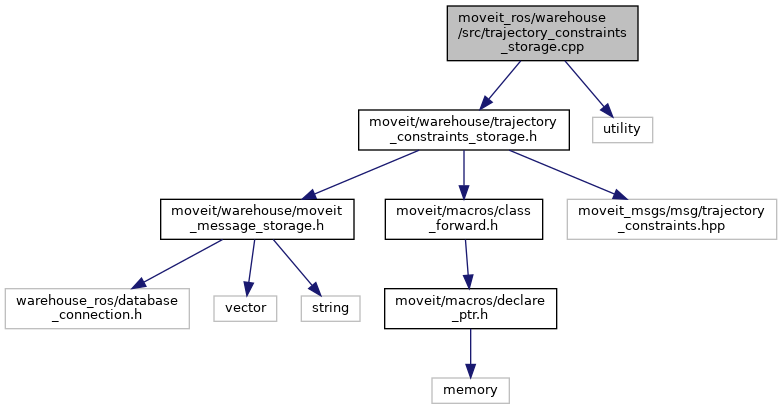 moveit_ros/warehouse
/src/trajectory_constraints
_storage.cpp
moveit/warehouse/trajectory
_constraints_storage.h
utility
moveit/warehouse/moveit
_message_storage.h
moveit/macros/class
_forward.h
moveit_msgs/msg/trajectory
_constraints.hpp
warehouse_ros/database
_connection.h
vector
string
moveit/macros/declare
_ptr.h
memory